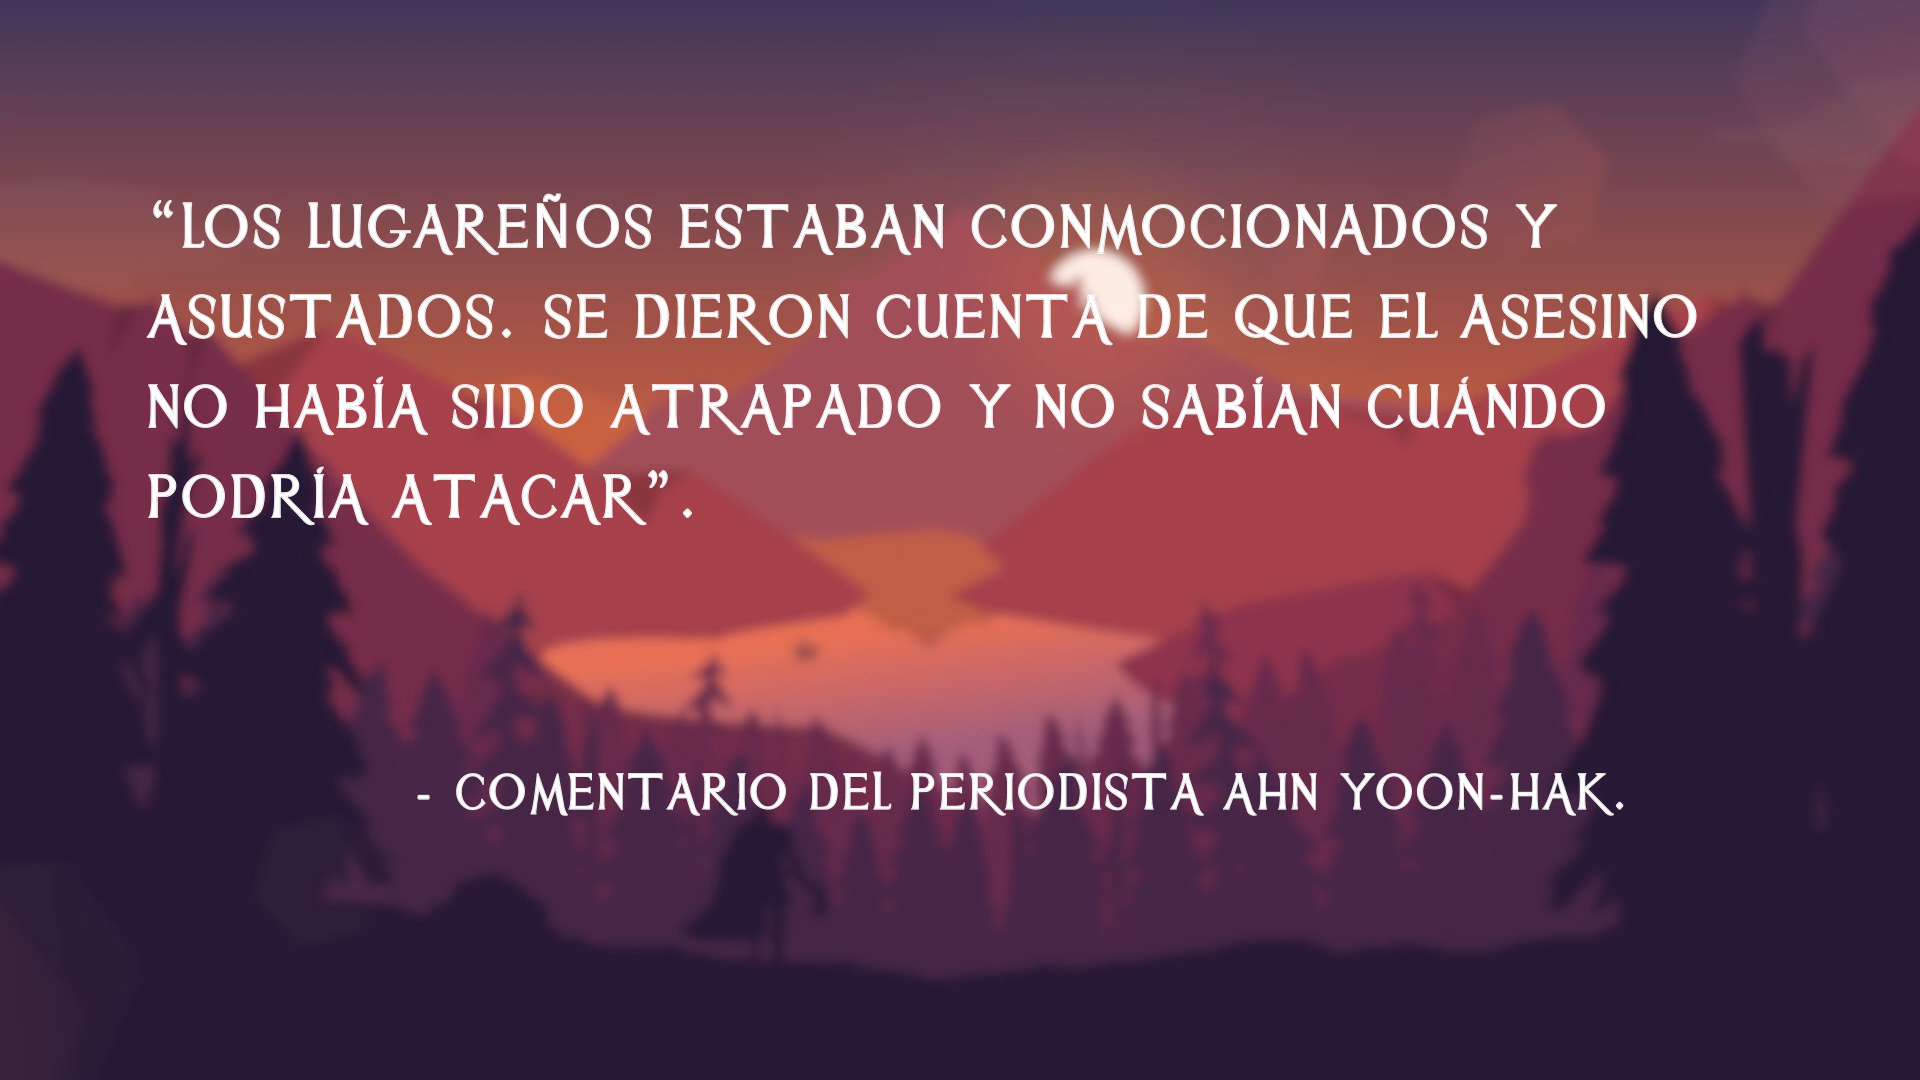 “LOS LUGAREÑOS ESTABAN CONMOCIONADOS Y
ASUSTADOS. SE DIERON CUENTA DE QUE EL ASESINO
NO HABÍA SIDO ATRAPADO Y NO SABÍAN CUÁNDO
PODRÍA ATACAR”.
- COMENTARIO DEL PERIODISTA AHN YOON-HAK.